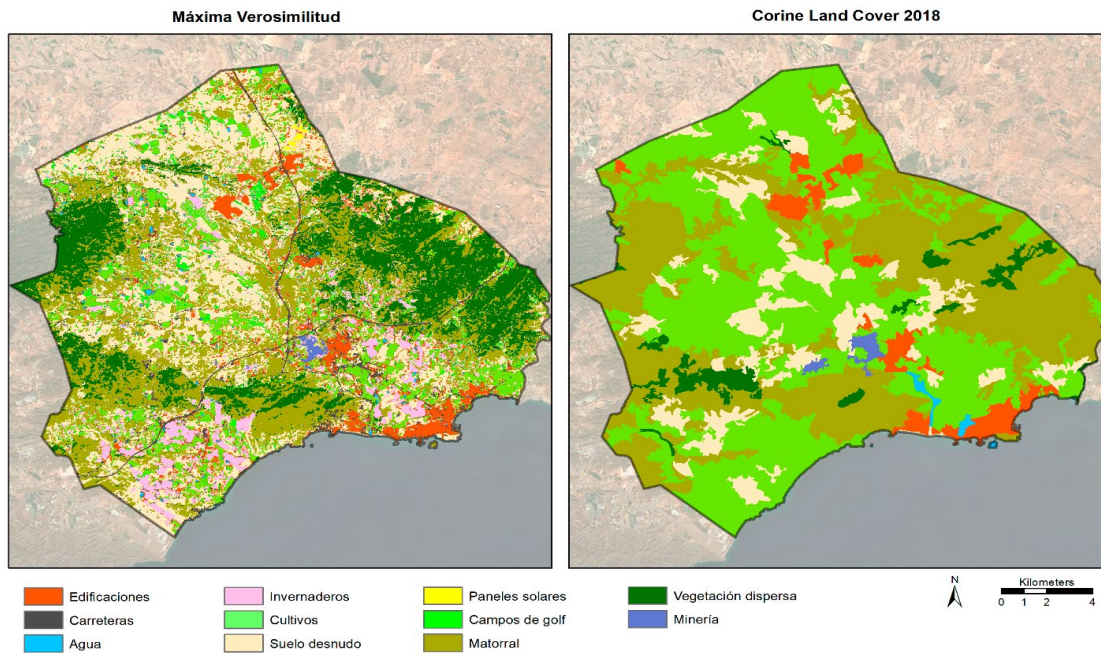 Máxima Verosimilitud
Corine Land Cover 2018
Edificaciones
Carreteras
Agua
Invernaderos
Cultivos
Suelo desnudo
Paneles solares
Campos de golf
Matorral
Vegetación dispersa
Minería
N
Kilometers
0 1 2 4